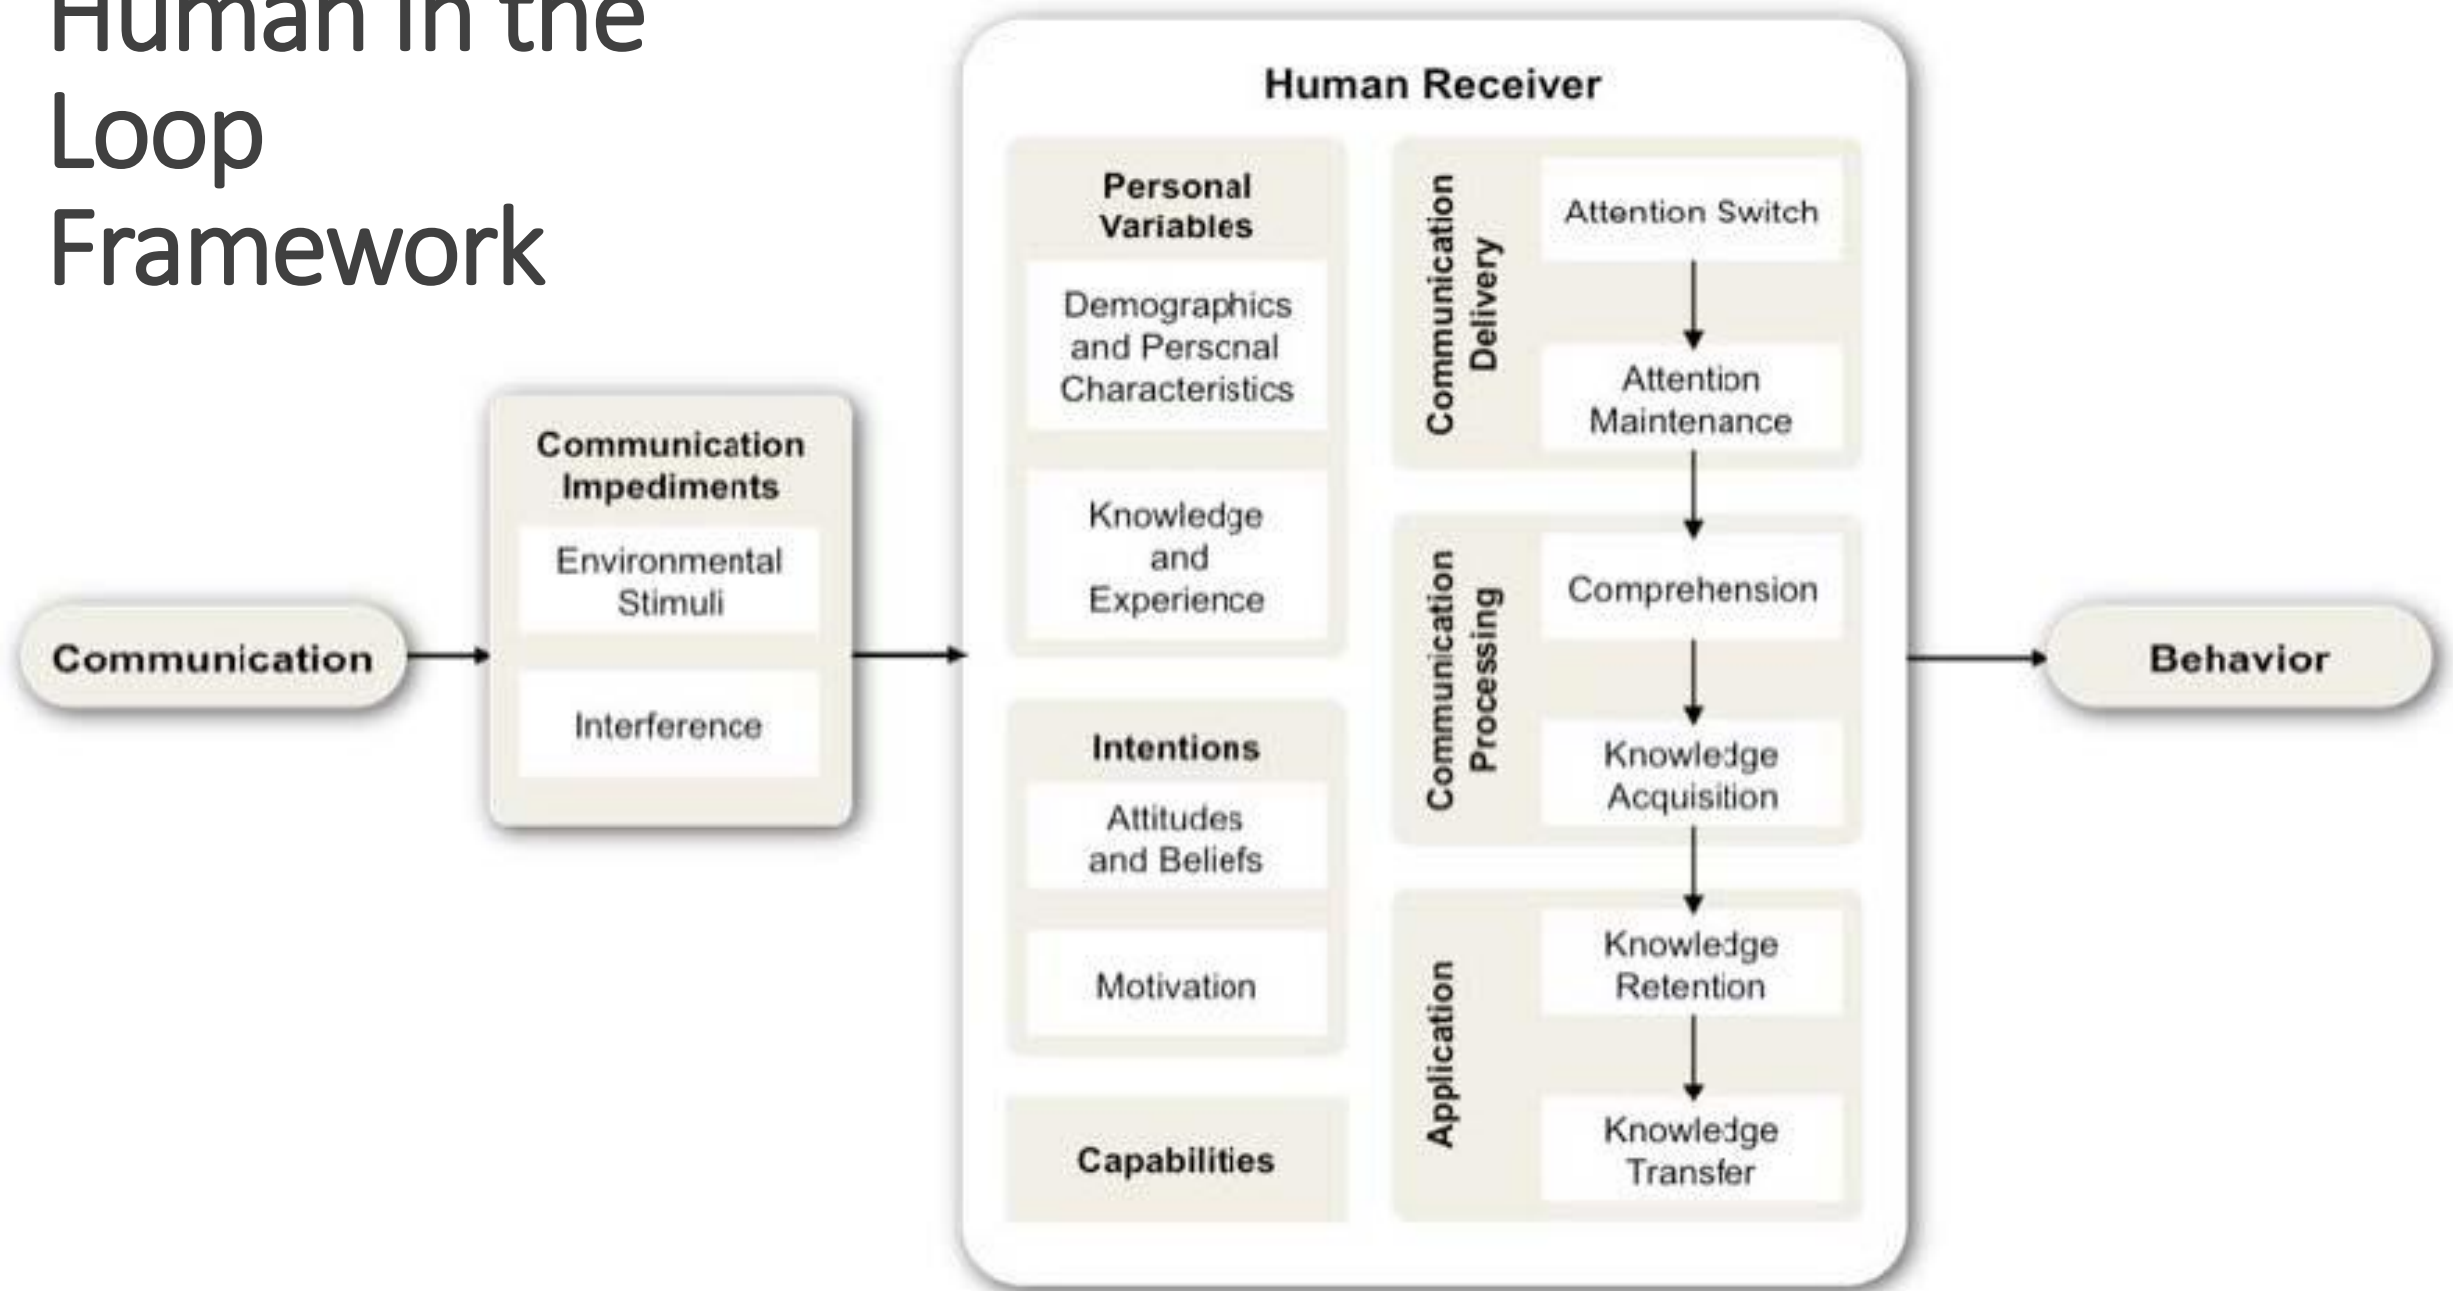 Human in the
Loop
Framework
Communication
Communication
Impediments
Environmental
Stimuli
Interference
Human Receiver
Personal
Variables
Demographics
and Personal
Characteristics
Knowledge
and
Experience
Intentions
Attitudes
and Beliefs
Motivation
Capabilities
Communication
Delivery
Attention Switch
Attention
Maintenance
Communication
Processing
Comprehension
Knowledge
Acquisition
Application
Knowledge
Retention
Knowledge
Transfer
Behavior